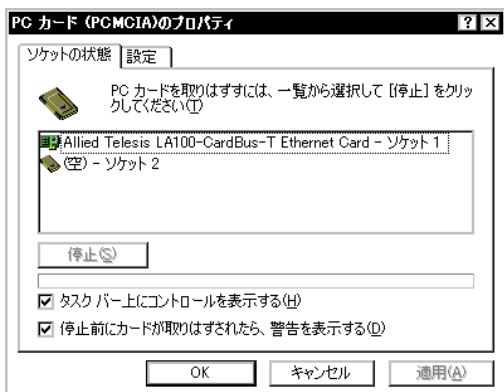 PC カード (PCMCIA)のプロパティ
ソケットの状態 設定
PC カードを取りはずすには、一覧から選択して [停止] をクリッ
クしてください(T)
Allied Telesis LA100-CardBus-T Ethernet Card - ソケット 1
(空) - ソケット 2
停止(S)
タスク バー上にコントロールを表示する(H)
停止前にカードが取りはずされたら、警告を表示する(D)
OK キャンセル 適用(A)